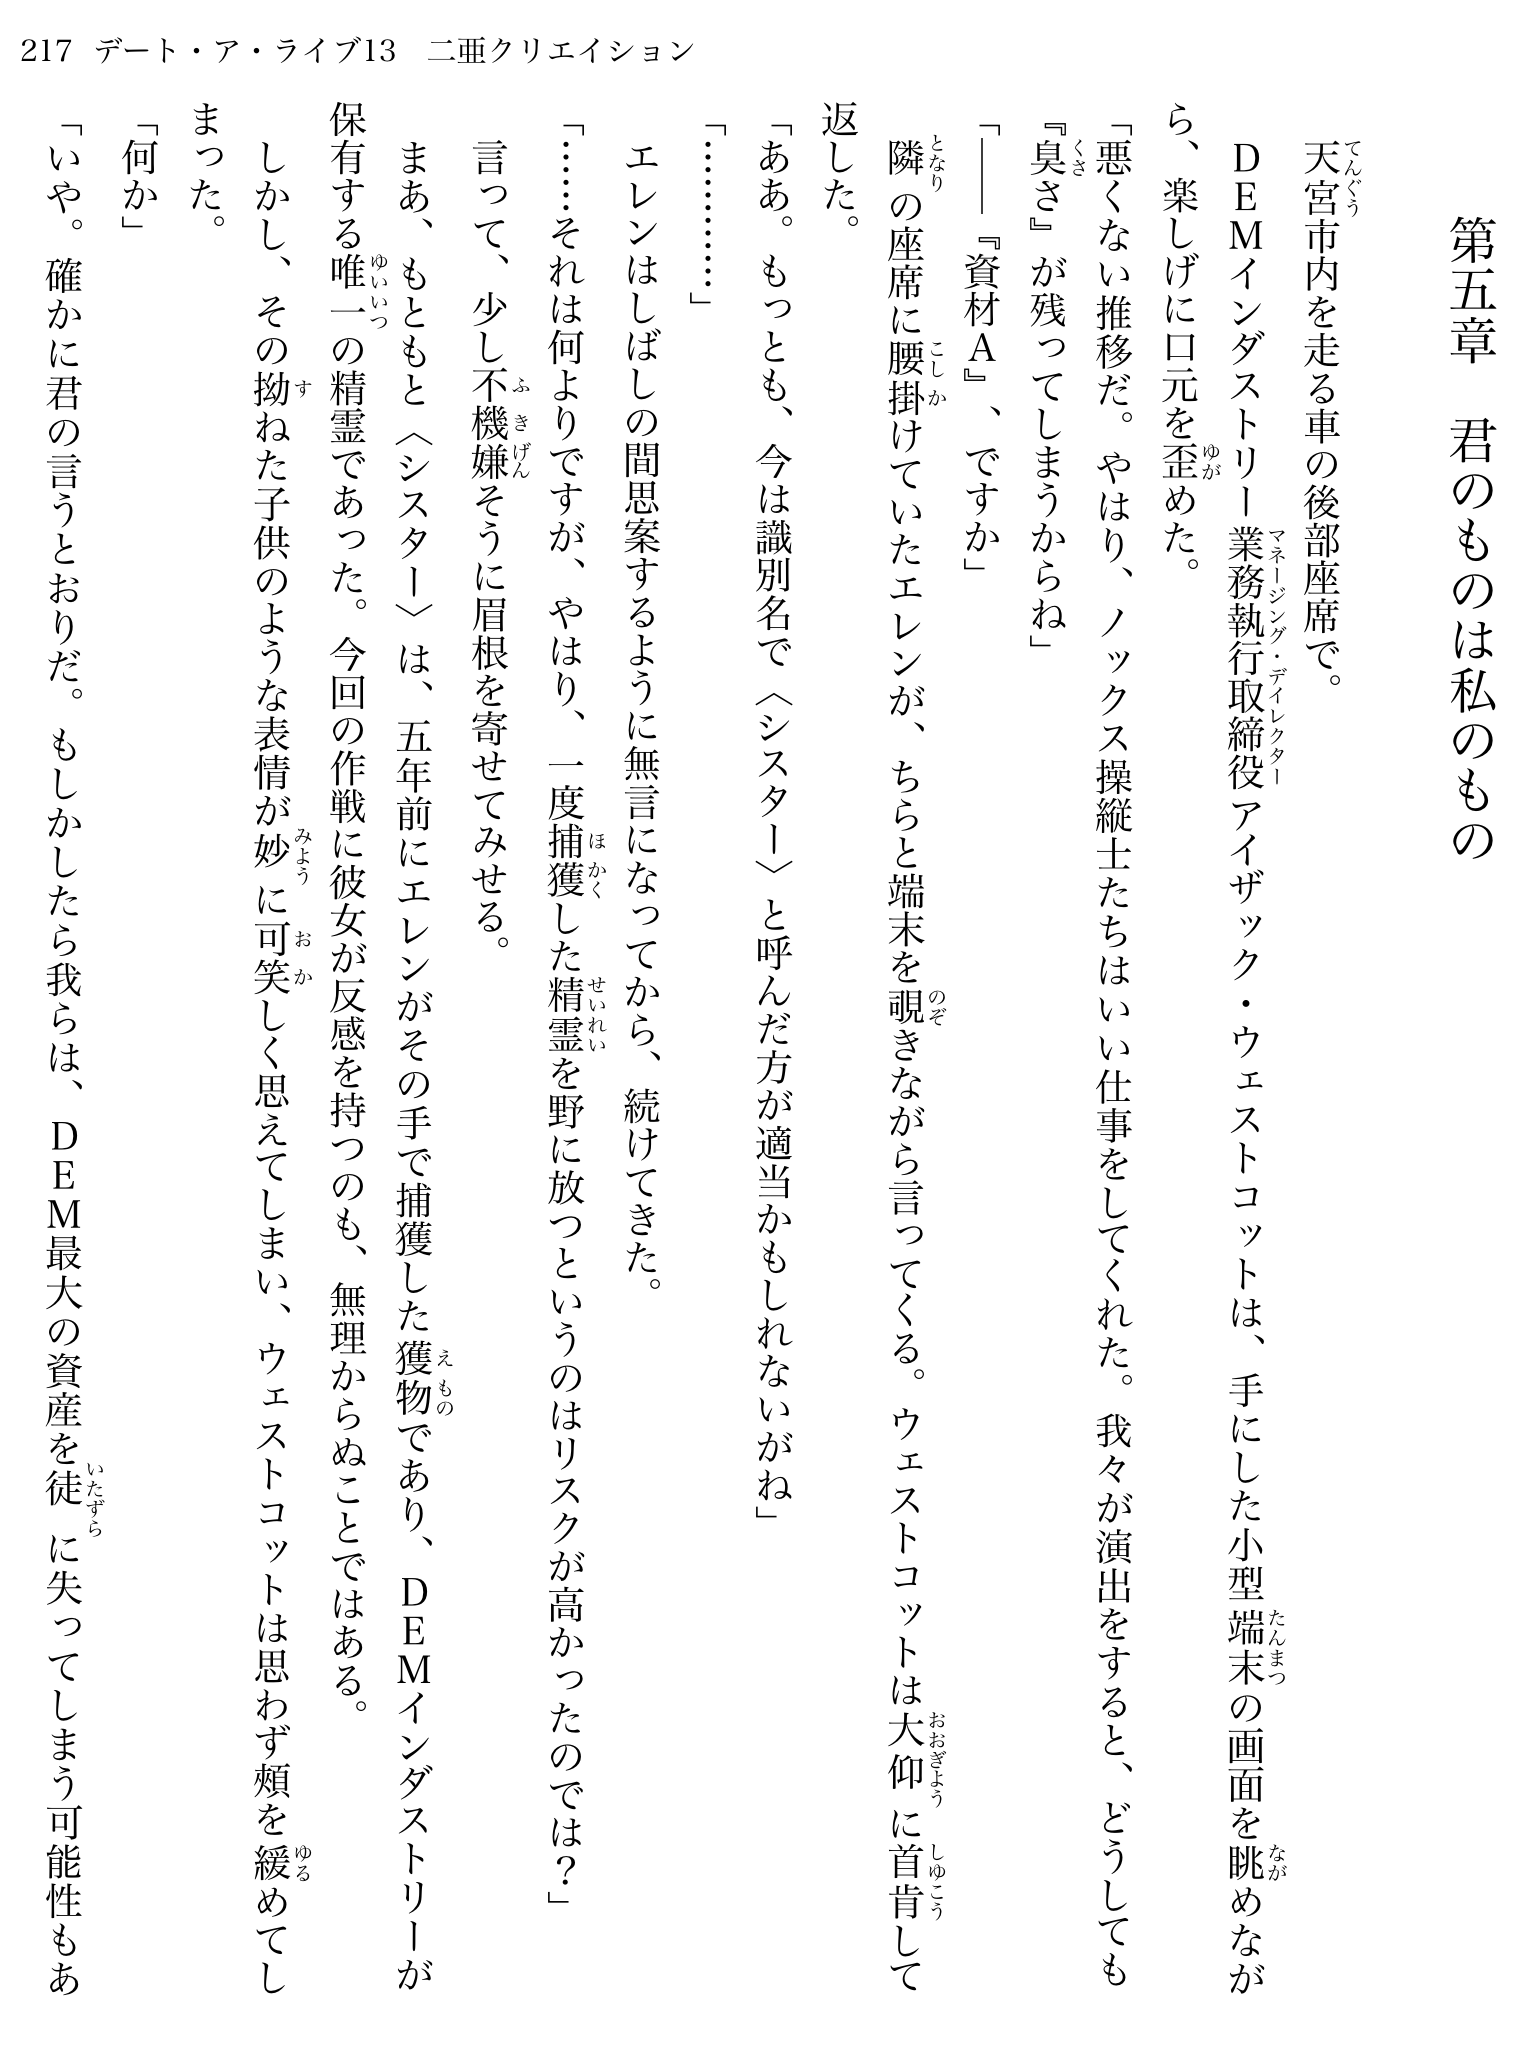 217 デート・ア・ライブ13　二亜クリエイション
第五章　君のものは私のもの
　天宮市内を走る車の後部座席で。
　ＤＥＭインダストリー業務執行取締役アイザック・ウェストコットは、手にした小型端末の画面を眺めなが
ら、楽しげに口元を歪めた。
「悪くない推移だ。やはり、ノックス操縦士たちはいい仕事をしてくれた。我々が演出をすると、どうしても
『臭さ』が残ってしまうからね」
「――『資材Ａ』、ですか」
　隣の座席に腰掛けていたエレンが、ちらと端末を覗きながら言ってくる。ウェストコットは大仰に首肯して
返した。
「ああ。もっとも、今は識別名で〈シスター〉と呼んだ方が適当かもしれないがね」
「…………」
　エレンはしばしの間思案するように無言になってから、続けてきた。
「……それは何よりですが、やはり、一度捕獲した精霊を野に放つというのはリスクが高かったのでは？」
　言って、少し不機嫌そうに眉根を寄せてみせる。
　まあ、もともと〈シスター〉は、五年前にエレンがその手で捕獲した獲物であり、ＤＥＭインダストリーが
保有する唯一の精霊であった。今回の作戦に彼女が反感を持つのも、無理からぬことではある。
　しかし、その拗ねた子供のような表情が妙に可笑しく思えてしまい、ウェストコットは思わず頰を緩めてし
まった。
「何か」
「いや。確かに君の言うとおりだ。もしかしたら我らは、ＤＥＭ最大の資産を徒に失ってしまう可能性もあ